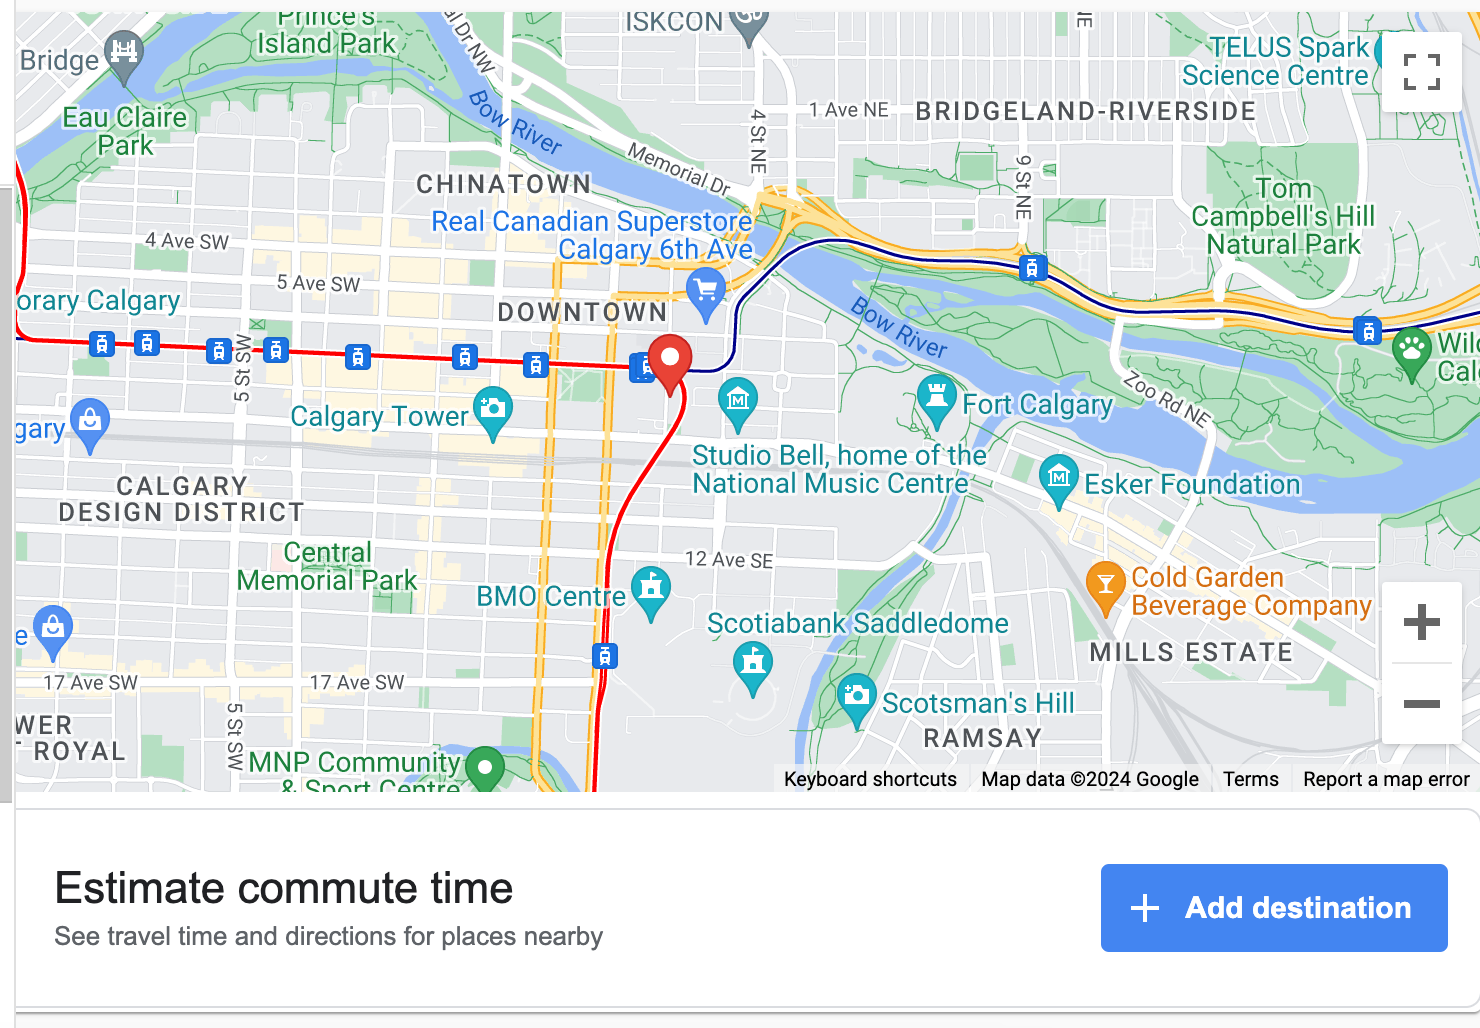 Prince's
Island Park
ISKCON
Bridge
TELUS Spark
Science Centre
Eau Claire
Park
Bow River
4 St NE
1 Ave NE
BRIDGELAND-RIVERSIDE
Memorial Dr
9 St NE
CHINATOWN
Real Canadian Superstore
Calgary 6th Ave
Tom
Campbell's Hill
Natural Park
4 Ave SW
5 Ave SW
orary Calgary
DOWNTOWN
Bow River
5 St SW
Zoo Rd NE
Calgary Tower
Fort Calgary
gary
Studio Bell, home of the
National Music Centre
Esker Foundation
CALGARY
DESIGN DISTRICT
Central
Memorial Park
12 Ave SE
BMO Centre
Cold Garden
Beverage Company
Scotiabank Saddledome
MILLS ESTATE
17 Ave SW
17 Ave SW
5 St SW
Scotsman's Hill
RAMSAY
WER
ROYAL
MNP Community
& Sport Centre
Keyboard shortcuts
Map data ©2024 Google
Terms
Report a map error
Estimate commute time
See travel time and directions for places nearby
+ Add destination